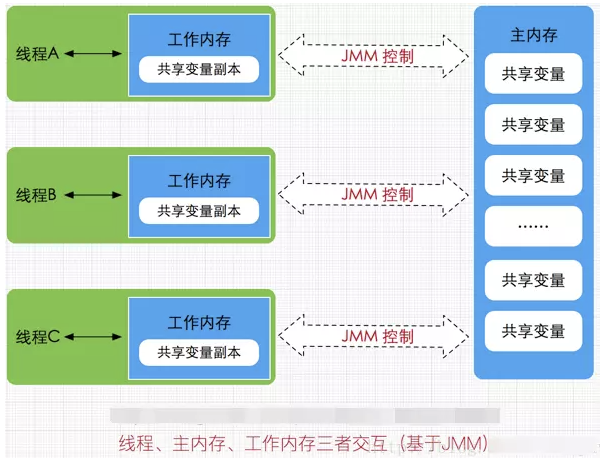 线程A
工作内存
共享变量副本
JMM 控制
线程B
工作内存
共享变量副本
JMM 控制
线程C
工作内存
共享变量副本
JMM 控制
主内存
共享变量
共享变量
共享变量
······
共享变量
共享变量
线程、主内存、工作内存三者交互（基于JMM）